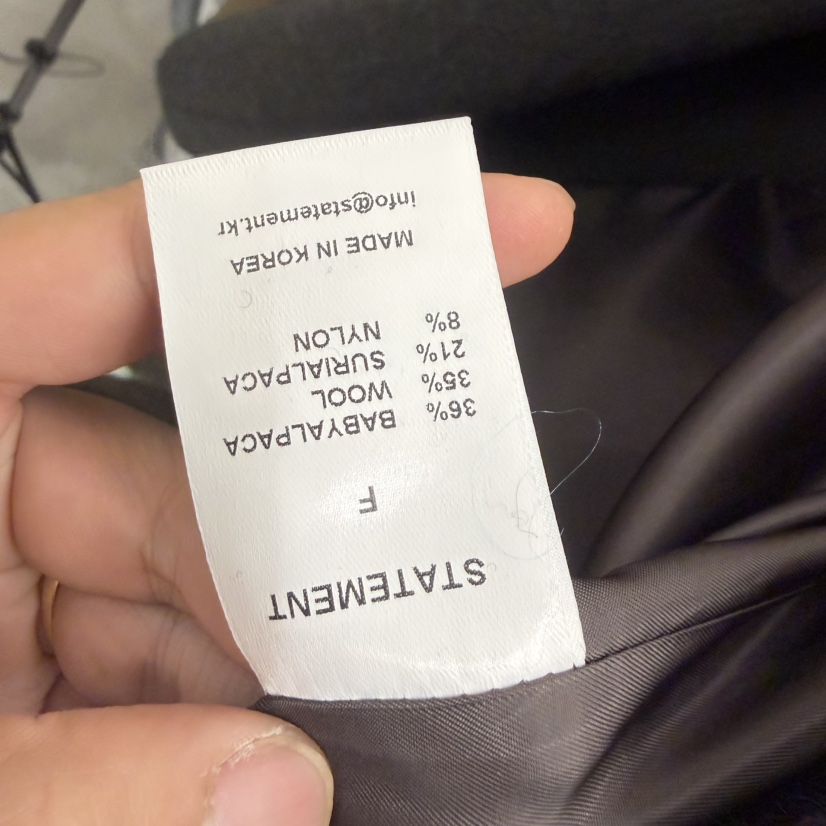 STATEMENT
F
36% BABYALPACA
35% WOOL
21% SURIALPACA
8% NYLON
MADE IN KOREA
info@statement.kr